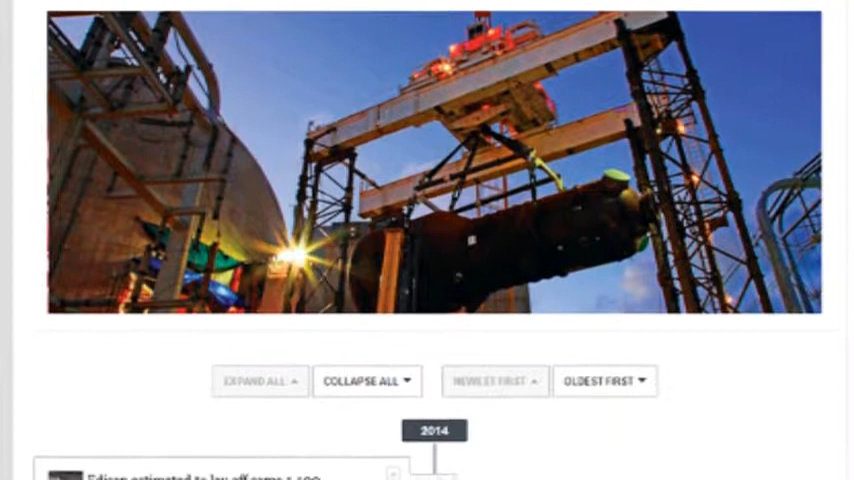 EXPAND ALL COLLAPSE ALL NEWEST FIRST OLDEST FIRST
2014
Edison estimated to lay off some